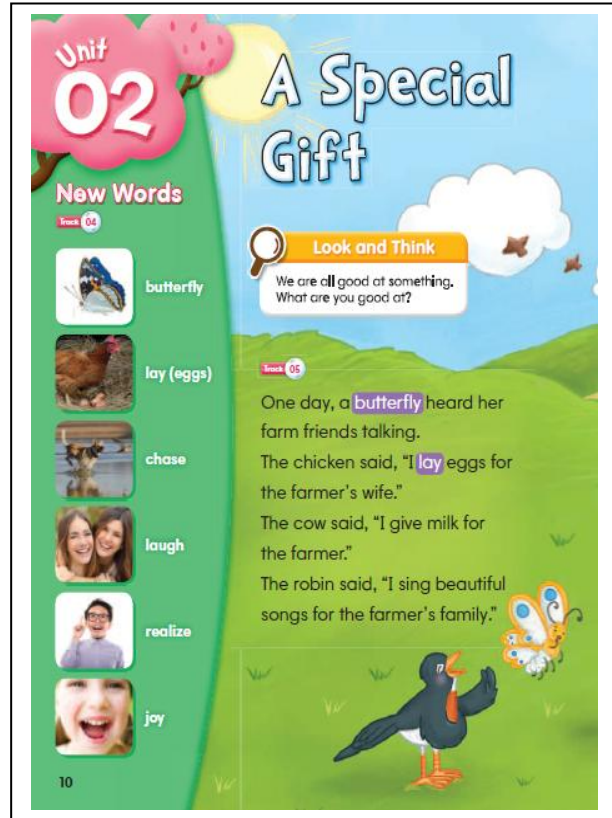 Unit
02
A Special
Gift
New Words
Track 04
butterfly
lay (eggs)
chase
laugh
realize
joy
Look and Think
We are all good at something.
What are you good at?
Track 05
One day, a butterfly heard her
farm friends talking.
The chicken said, “I lay eggs for
the farmer’s wife.”
The cow said, “I give milk for
the farmer.”
The robin said, “I sing beautiful
songs for the farmer’s family.”
10